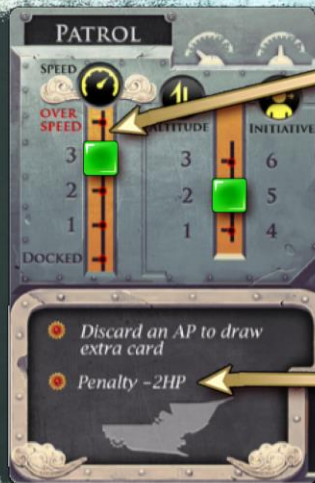 PATROL
SPEED
OVER
SPEED
ALTITUDE
INITIATIVE
3 3 6
2 2 5
1 1 4
DOCKED
Discard an AP to draw
extra card
Penalty -2HP